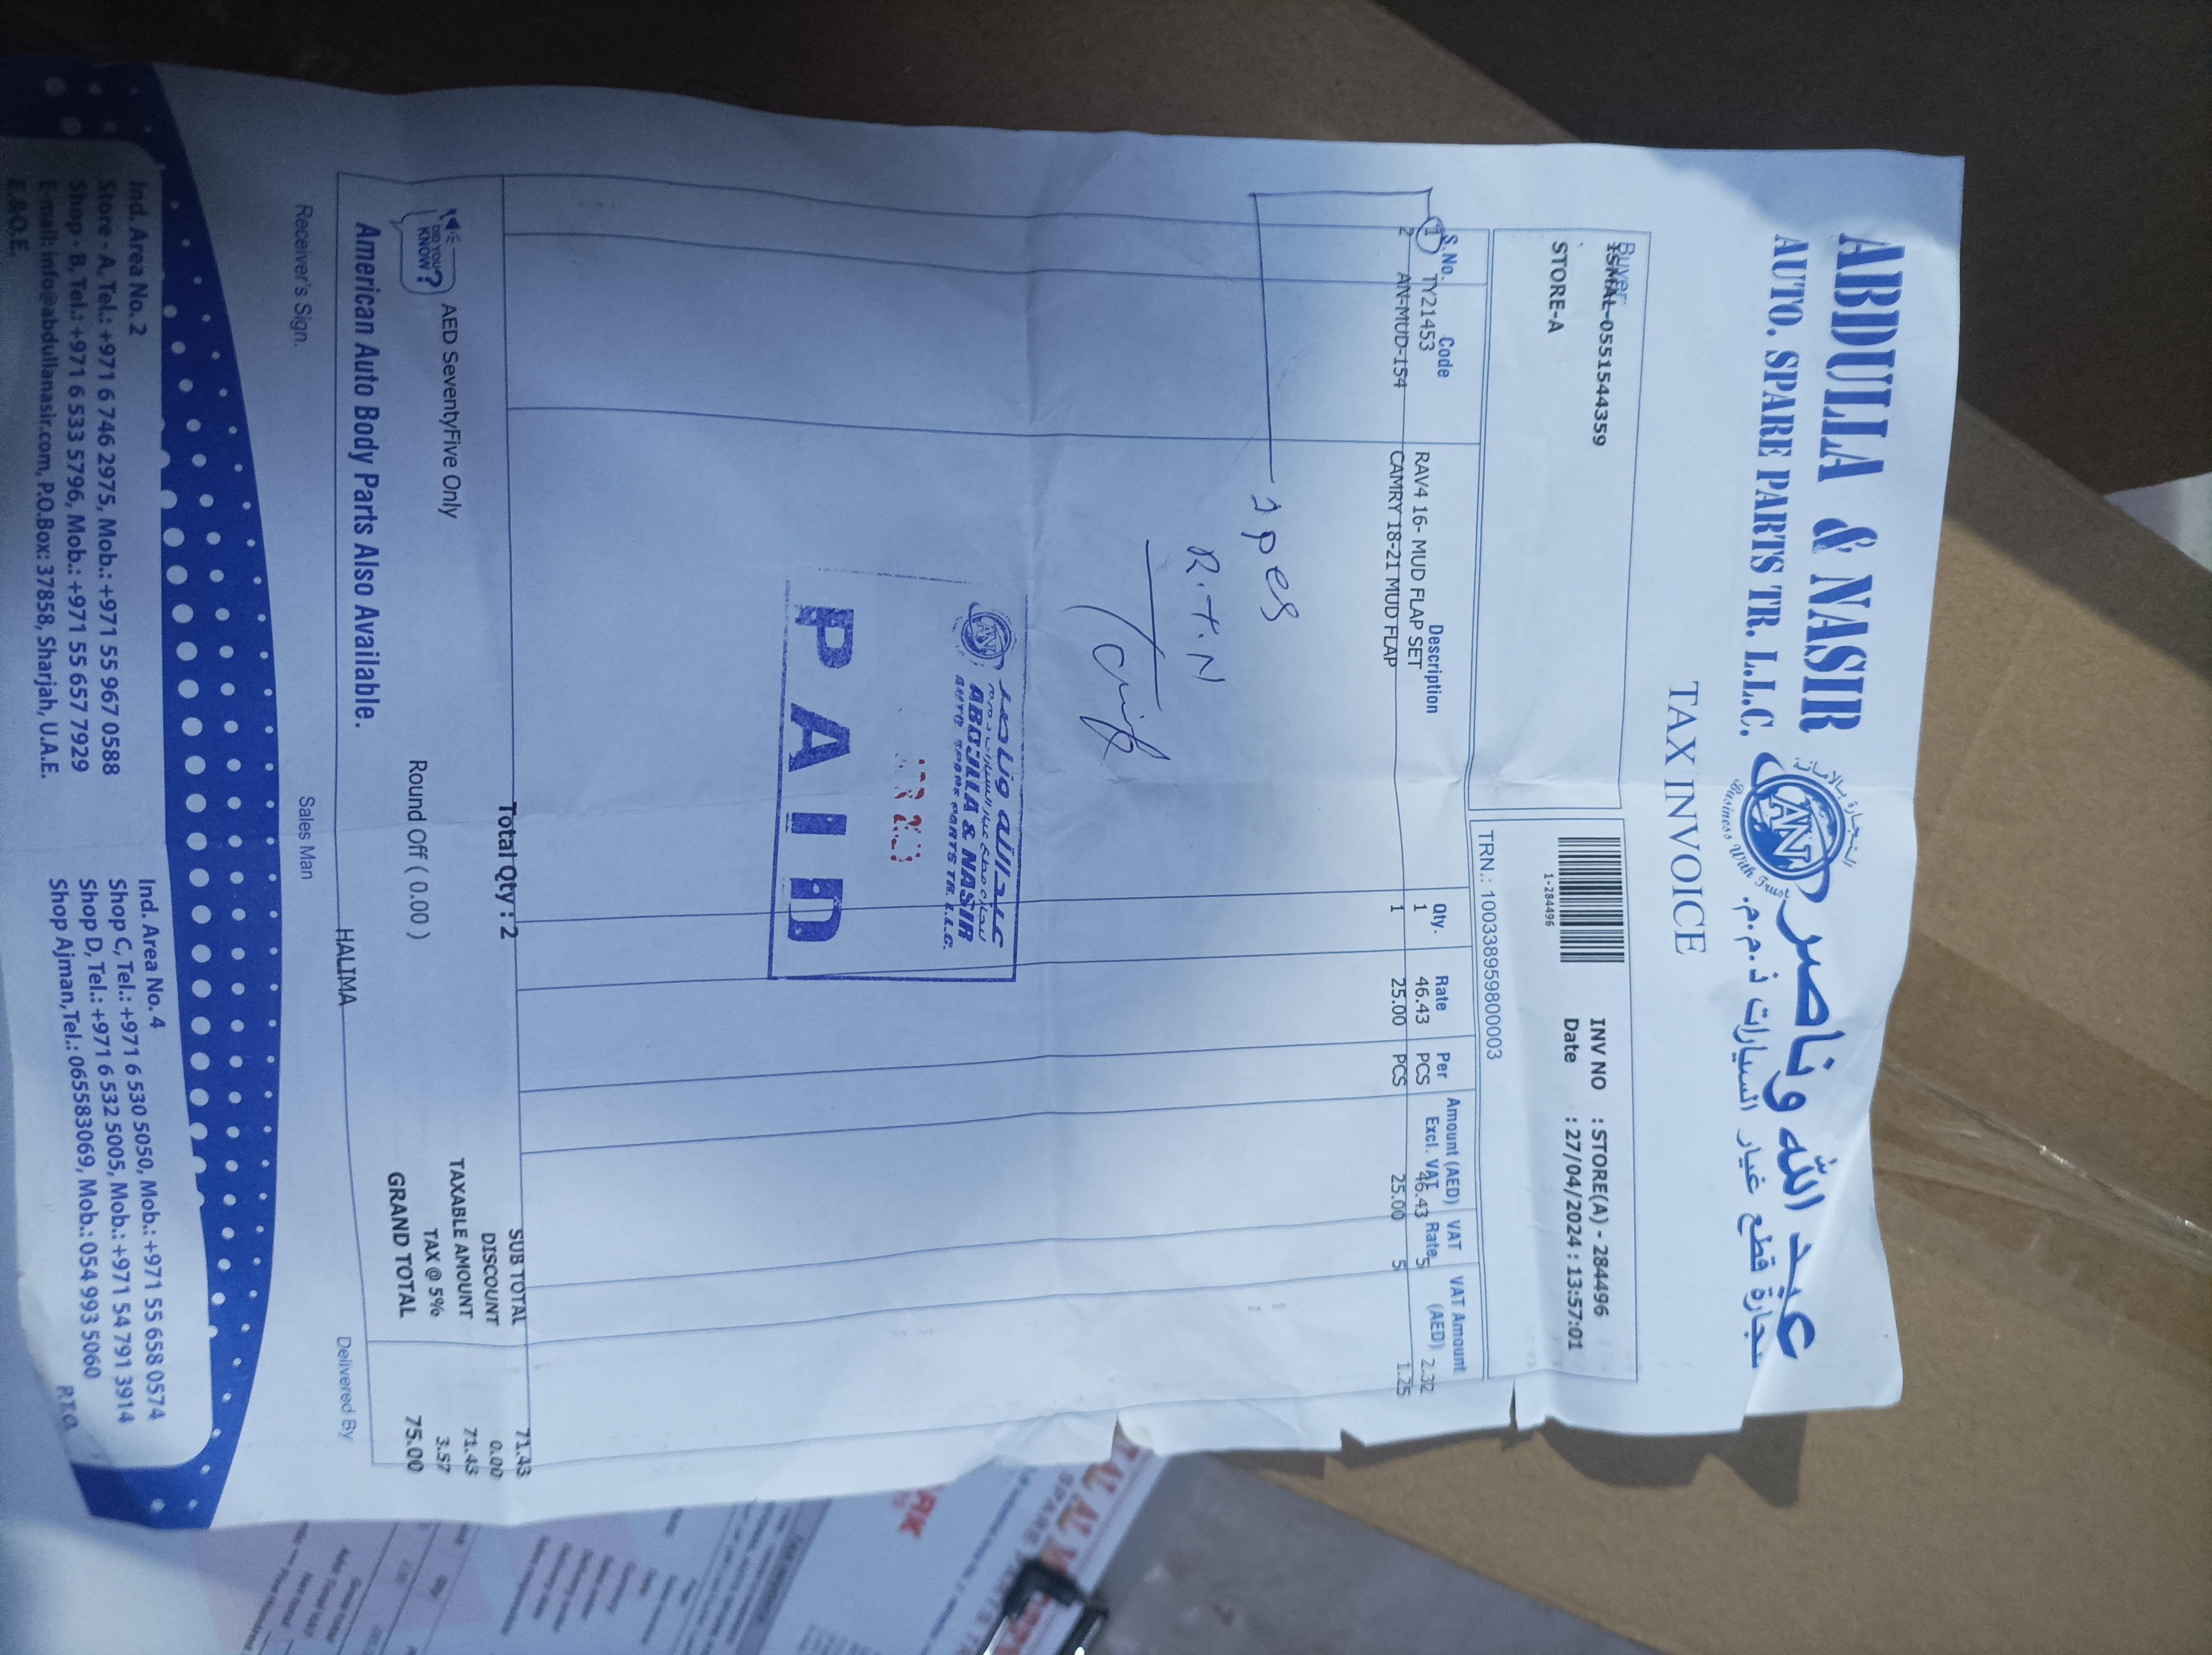 ABDULLA & NASIR
عبد الله وناصر
AUTO. SPARE PARTS TR. L.L.C.
تجارة قطع غيار السيارات ذ.م.م.
التجارة بالأمانة
AN
Business With Trust
TAX INVOICE
Buyer:
ISMAL-0551544359
STORE-A
1-284496
INV NO : STORE(A) - 284496
Date : 27/04/2024 : 13:57:01
TRN.: 100338959800003
S.No. Code Description Qty. Rate Per Amount (AED) Excl. VAT VAT Rate VAT Amount (AED)
1 TY21453 RAV4 16- MUD FLAP SET 1 46.43 PCS 46.43 5 2.32
2 AN-MUD-154 CAMRY 18-21 MUD FLAP 1 25.00 PCS 25.00 5 1.25
1 pes
R.t.N
عبدالله وناصر
AN
ABDULLA & NASIR
AUTO SPARE PARTS TR. L.L.C.
PAID
Total Qty : 2
SUB TOTAL 71.43
DISCOUNT 0.00
TAXABLE AMOUNT 71.43
TAX @ 5% 3.57
GRAND TOTAL 75.00
DID YOU KNOW?
AED SeventyFive Only
Round Off ( 0.00 )
American Auto Body Parts Also Available.
HALIMA
Receiver's Sign.
Sales Man
Delivered By
Ind. Area No. 2
Store - A, Tel.: +971 6 746 2975, Mob.: +971 55 967 0588
Shop - B, Tel.: +971 6 533 5796, Mob.: +971 55 657 7929
E-mail: info@abdullanasir.com, P.O.Box: 37858, Sharjah, U.A.E.
E.&O.E.
Ind. Area No. 4
Shop C, Tel.: +971 6 530 5050, Mob.: +971 55 658 0574
Shop D, Tel.: +971 6 532 5005, Mob.: +971 54 791 3914
Shop Ajman, Tel.: 065583069, Mob.: 054 993 5060
P.T.O